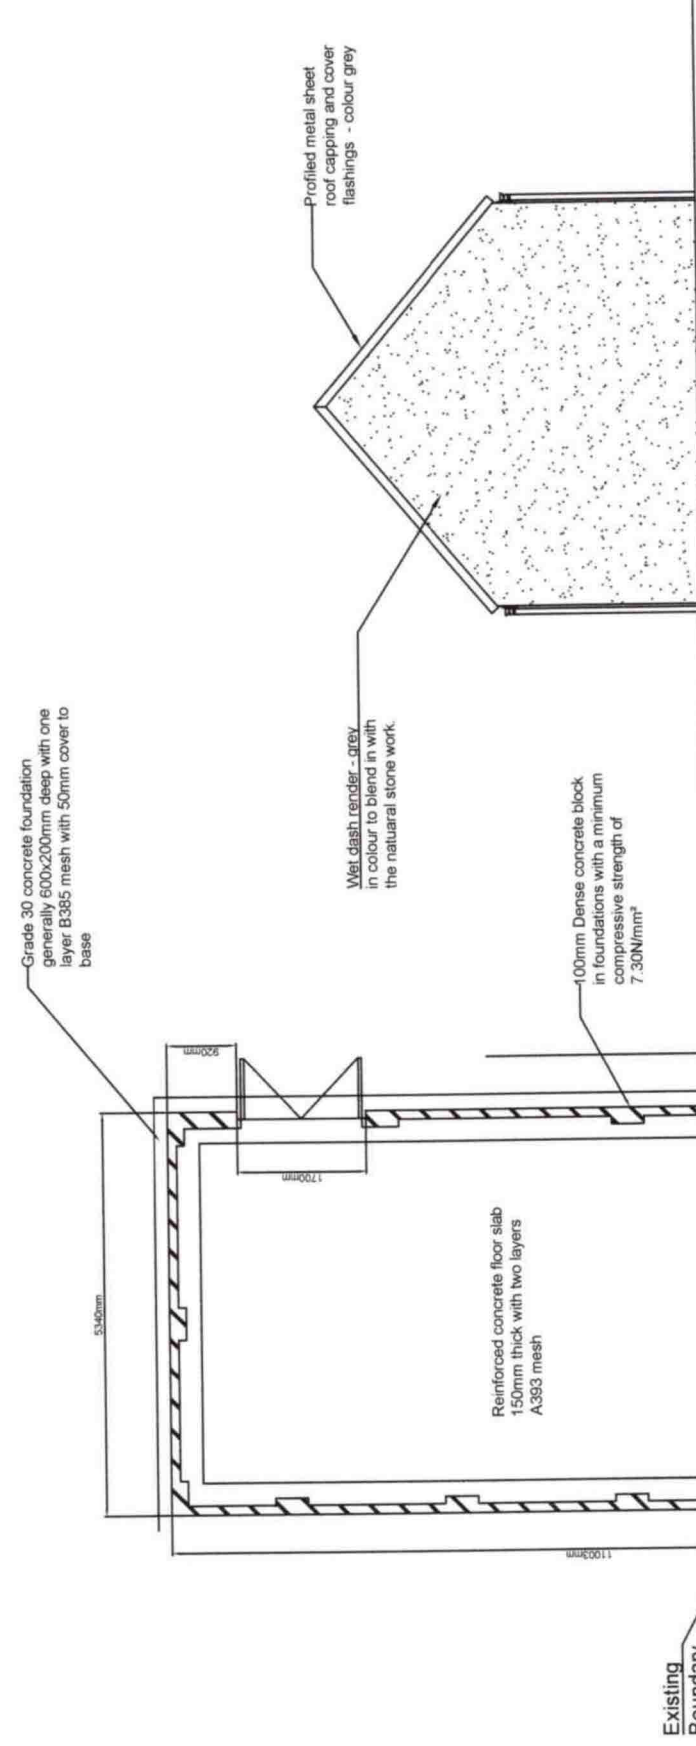 Grade 30 concrete foundation
generally 600x200mm deep with one
layer B385 mesh with 50mm cover to
base
Profiled metal sheet
roof capping and cover
flashings - colour grey
Wet dash render - grey
in colour to blend in with
the natuaral stone work.
100mm Dense concrete block
in foundations with a minimum
compressive strength of
7.30N/mm²
Reinforced concrete floor slab
150mm thick with two layers
A393 mesh
5340mm
920mm
1700mm
11003mm
Existing
Boundary